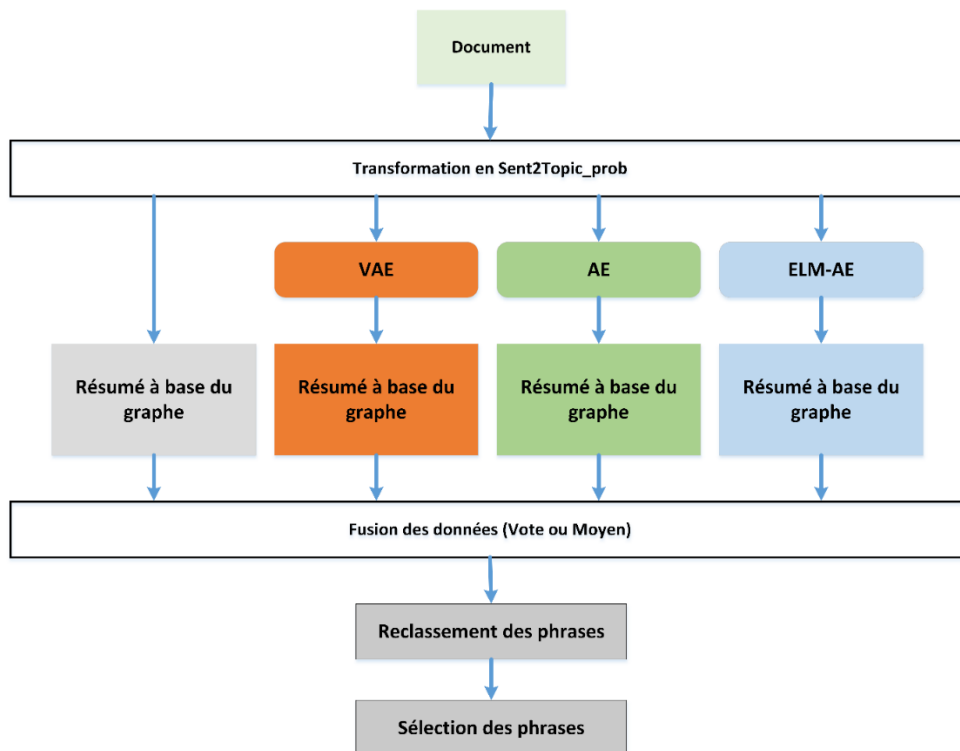 Document
Transformation en Sent2Topic_prob
VAE
AE
ELM-AE
Résumé à base du
graphe
Résumé à base du
graphe
Résumé à base du
graphe
Résumé à base du
graphe
Fusion des données (Vote ou Moyen)
Reclassement des phrases
Sélection des phrases